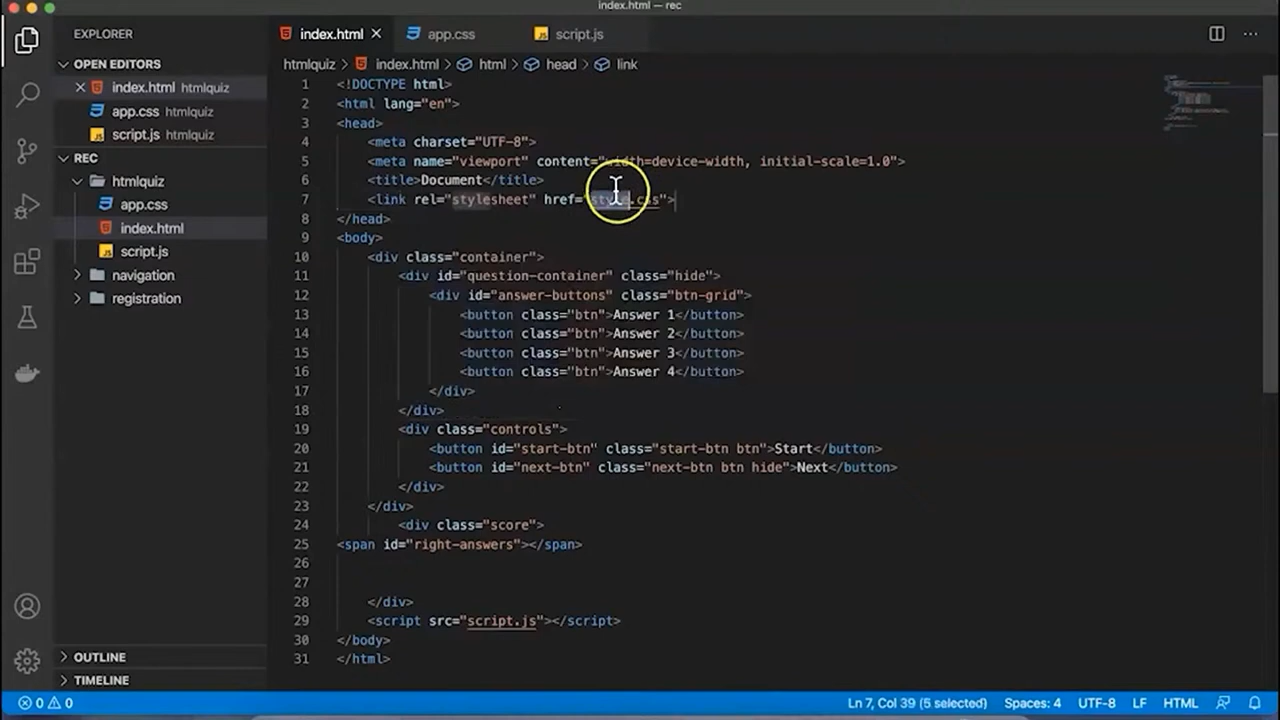 index.html — rec
EXPLORER
index.html
app.css
script.js
OPEN EDITORS
htmlquiz
index.html
html
head
link
index.html htmlquiz
app.css htmlquiz
script.js htmlquiz
REC
htmlquiz
app.css
index.html
script.js
navigation
registration
OUTLINE
TIMELINE
1 <!DOCTYPE html>
2 <html lang="en">
3 <head>
4 <meta charset="UTF-8">
5 <meta name="viewport" content="width=device-width, initial-scale=1.0">
6 <title>Document</title>
7 <link rel="stylesheet" href="style.css">
8 </head>
9 <body>
10 <div class="container">
11 <div id="question-container" class="hide">
12 <div id="answer-buttons" class="btn-grid">
13 <button class="btn">Answer 1</button>
14 <button class="btn">Answer 2</button>
15 <button class="btn">Answer 3</button>
16 <button class="btn">Answer 4</button>
17 </div>
18 </div>
19 <div class="controls">
20 <button id="start-btn" class="start-btn btn">Start</button>
21 <button id="next-btn" class="next-btn btn hide">Next</button>
22 </div>
23 </div>
24 <div class="score">
25 <span id="right-answers"></span>
26
27
28 </div>
29 <script src="script.js"></script>
30 </body>
31 </html>
0 0
Ln 7, Col 39 (5 selected) Spaces: 4 UTF-8 LF HTML